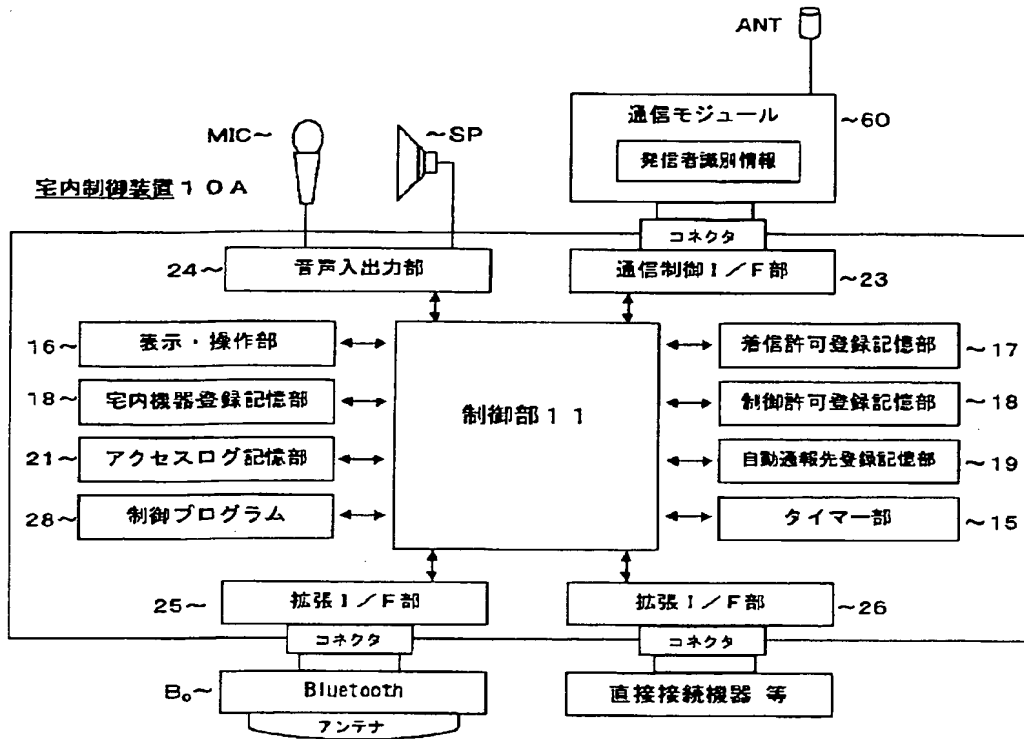 ANT
通信モジュール
~60
発信者識別情報
MIC~
~SP
宅内制御装置10A
コネクタ
24~
音声入出力部
通信制御I/F部
~23
16~
表示・操作部
着信許可登録記憶部
~17
18~
宅内機器登録記憶部
制御部11
制御許可登録記憶部
~18
21~
アクセスログ記憶部
自動通報先登録記憶部
~19
28~
制御プログラム
タイマー部
~15
25~
拡張I/F部
拡張I/F部
~26
コネクタ
コネクタ
B₀~
Bluetooth
直接接続機器 等
アンテナ